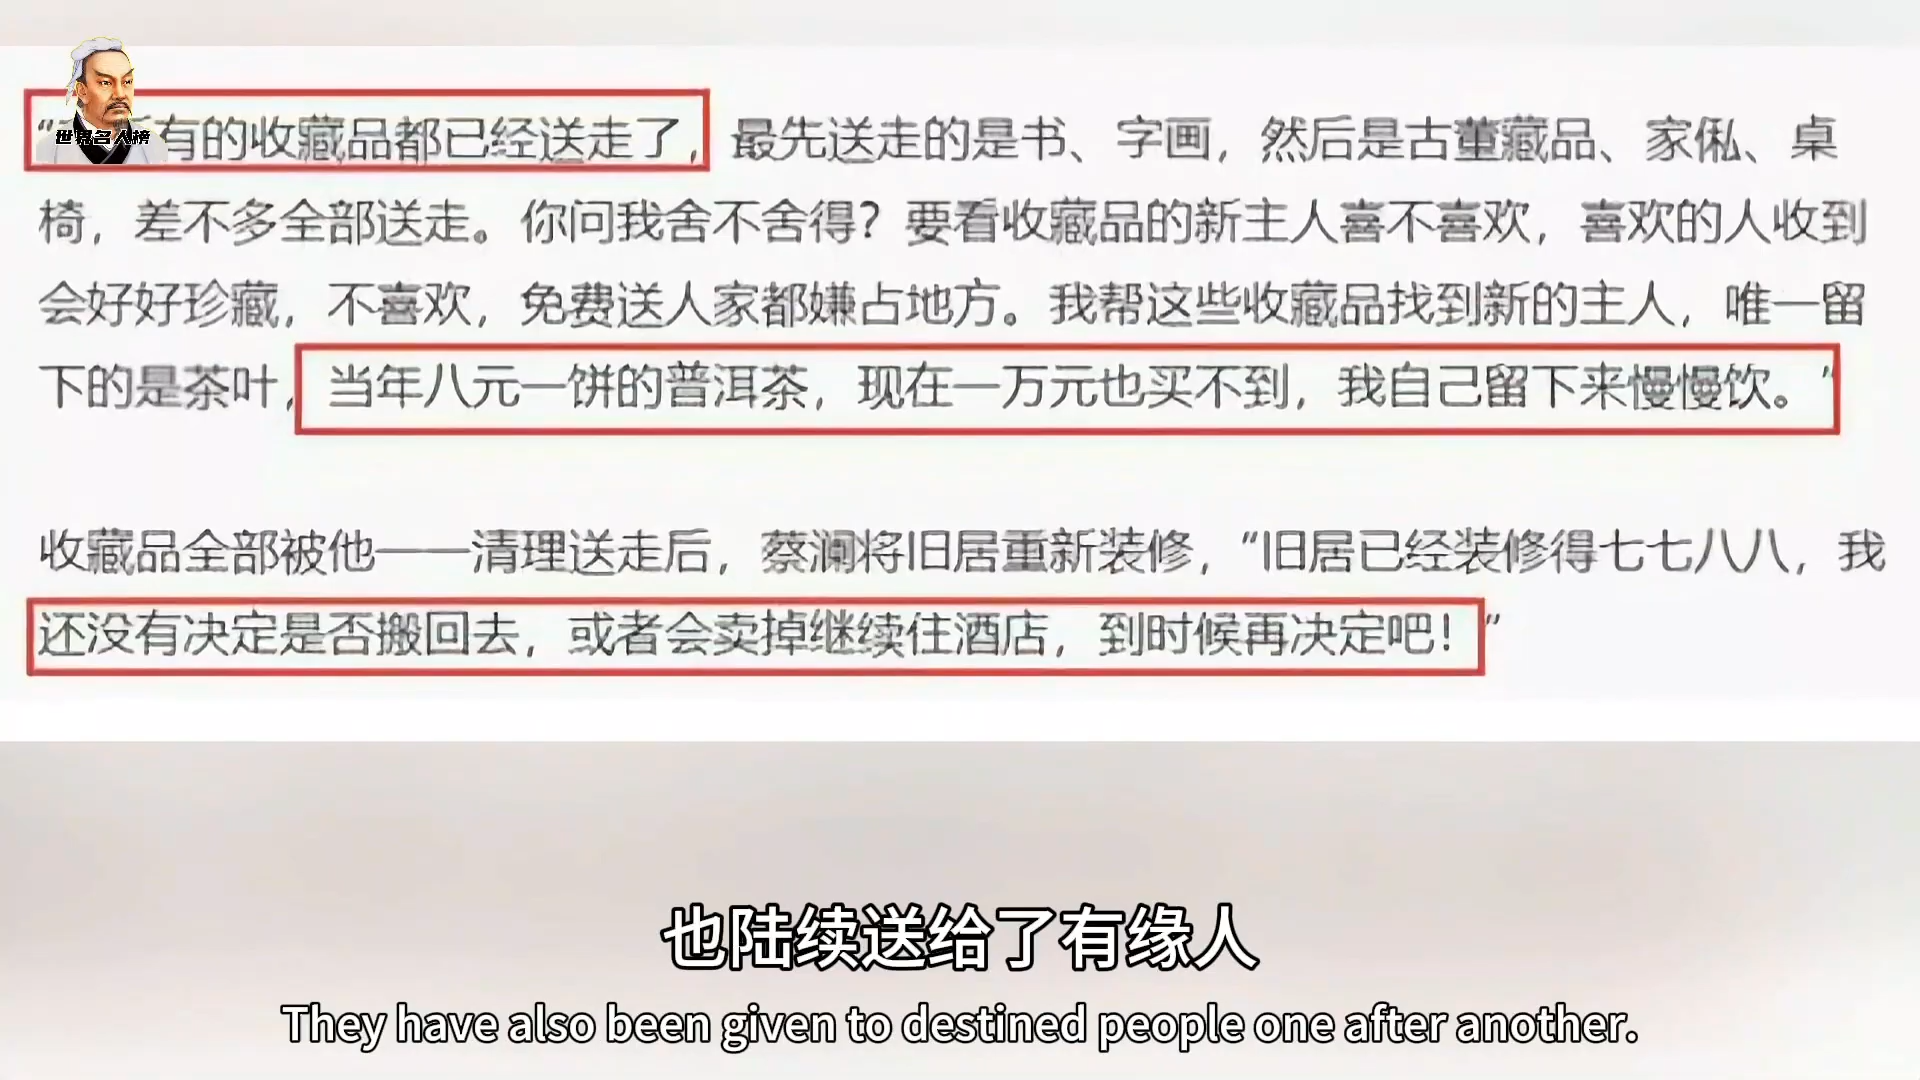 世界名人榜
“有的收藏品都已经送走了，最先送走的是书、字画，然后是古董藏品、家俬、桌
椅，差不多全部送走。你问我舍不舍得？要看收藏品的新主人喜不喜欢，喜欢的人收到
会好好珍藏，不喜欢，免费送人家都嫌占地方。我帮这些收藏品找到新的主人，唯一留
下的是茶叶，当年八元一饼的普洱茶，现在一万元也买不到，我自己留下来慢慢饮。”
收藏品全部被他一一清理送走后，蔡澜将旧居重新装修，“旧居已经装修得七七八八，我
还没有决定是否搬回去，或者会卖掉继续住酒店，到时候再决定吧！”
也陆续送给了有缘人
They have also been given to destined people one after another.